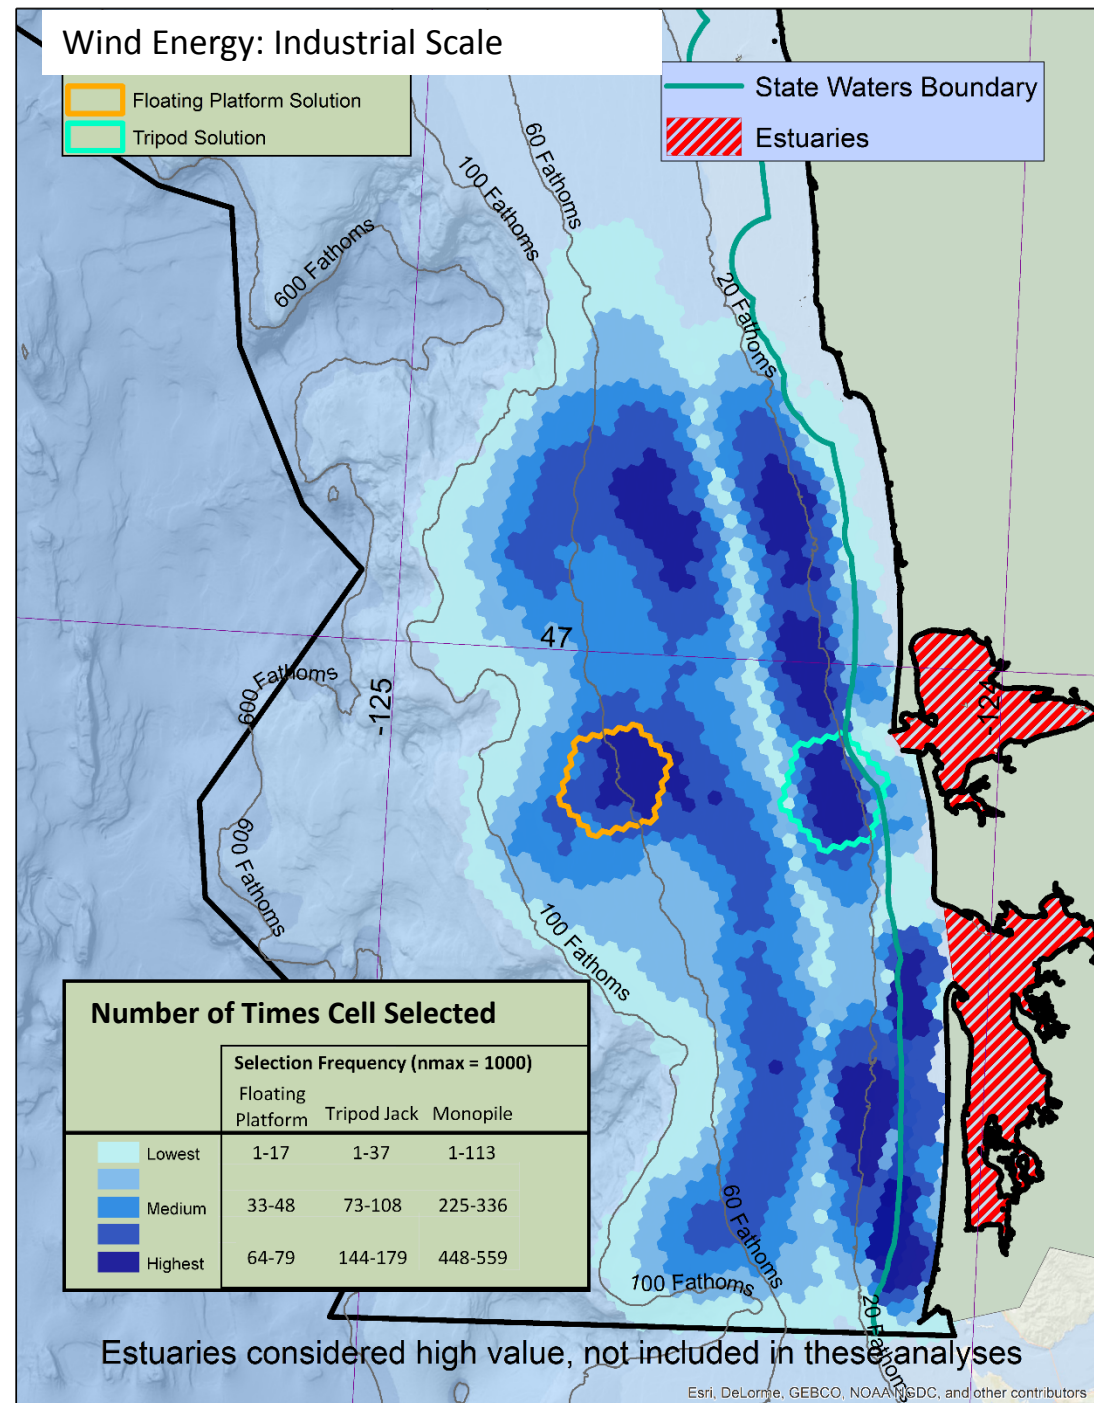 Wind Energy: Industrial Scale
Floating Platform Solution
Tripod Solution
State Waters Boundary
Estuaries
60 Fathoms
100 Fathoms
600 Fathoms
20 Fathoms
47
-125
-124
600 Fathoms
600 Fathoms
100 Fathoms
Number of Times Cell Selected
Selection Frequency (nmax = 1000)
Floating
Platform Tripod Jack Monopile
Lowest 1-17 1-37 1-113
Medium 33-48 73-108 225-336
Highest 64-79 144-179 448-559
60 Fathoms
100 Fathoms
20 Fathoms
Estuaries considered high value, not included in these analyses
Esri, DeLorme, GEBCO, NOAA NGDC, and other contributors